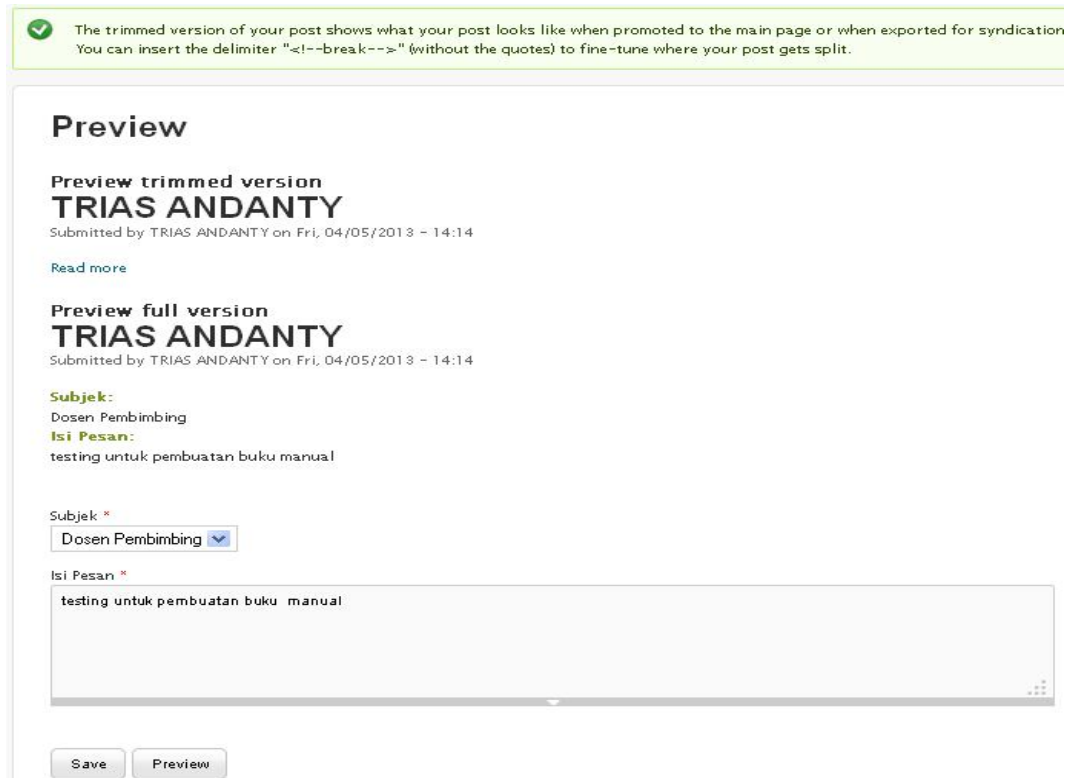 The trimmed version of your post shows what your post looks like when promoted to the main page or when exported for syndication
You can insert the delimiter "<!--break-->" (without the quotes) to fine-tune where your post gets split.
Preview
Preview trimmed version
TRIAS ANDANTY
Submitted by TRIAS ANDANTY on Fri, 04/05/2013 - 14:14
Read more
Preview full version
TRIAS ANDANTY
Submitted by TRIAS ANDANTY on Fri, 04/05/2013 - 14:14
Subjek:
Dosen Pembimbing
Isi Pesan:
testing untuk pembuatan buku manual
Subjek *
Dosen Pembimbing
Isi Pesan *
testing untuk pembuatan buku  manual
Save Preview